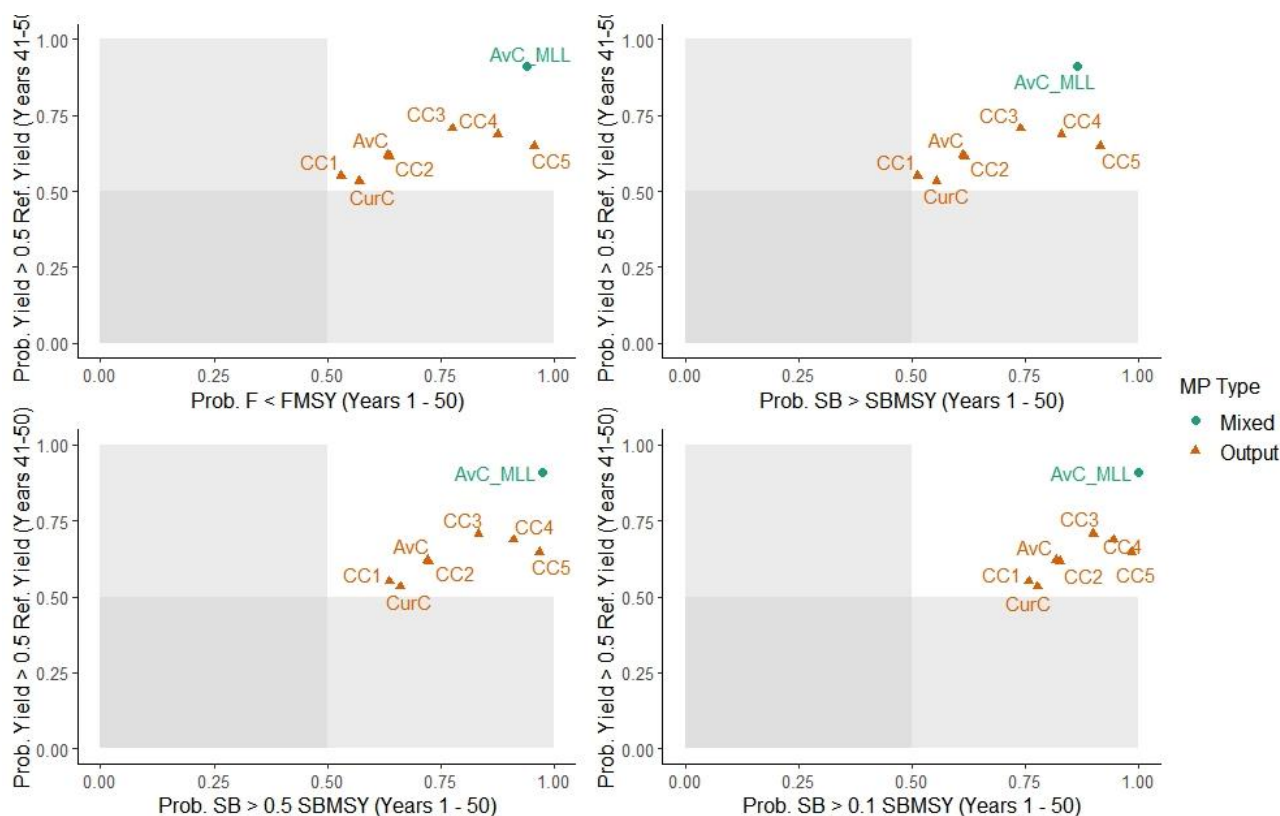 Prob. Yield > 0.5 Ref. Yield (Years 41-50
1.00
0.75
0.50
0.25
0.00
AvC_MLL
CC3
CC4
AvC
CC1
CC2
CC5
CurC
0.00 0.25 0.50 0.75 1.00
Prob. F < FMSY (Years 1 - 50)
Prob. Yield > 0.5 Ref. Yield (Years 41-50
1.00
0.75
0.50
0.25
0.00
AvC_MLL
CC3
CC4
AvC
CC1
CC2
CC5
CurC
0.00 0.25 0.50 0.75 1.00
Prob. SB > SBMSY (Years 1 - 50)
MP Type
Mixed
Output
Prob. Yield > 0.5 Ref. Yield (Years 41-50)
1.00
0.75
0.50
0.25
0.00
AvC_MLL
CC3
CC4
AvC
CC1
CC2
CC5
CurC
0.00 0.25 0.50 0.75 1.00
Prob. SB > 0.5 SBMSY (Years 1 - 50)
Prob. Yield > 0.5 Ref. Yield (Years 41-50)
1.00
0.75
0.50
0.25
0.00
AvC_MLL
CC3
AvC
CC4
CC1
CC2
CC5
CurC
0.00 0.25 0.50 0.75 1.00
Prob. SB > 0.1 SBMSY (Years 1 - 50)